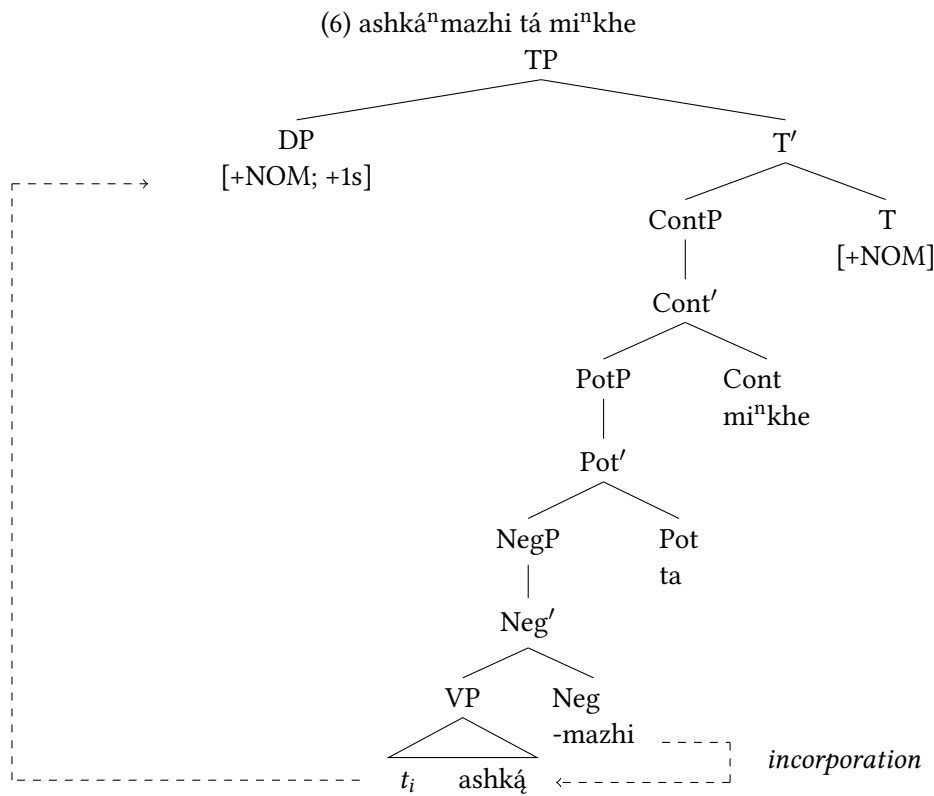 (6) ashkáⁿmazhi tá miⁿkhe
TP
DP T′
[+NOM; +1s]
ContP T
[+NOM]
Cont′
PotP Cont
miⁿkhe
Pot′
NegP Pot
ta
Neg′
VP Neg
-mazhi
incorporation
tᵢ ashką́